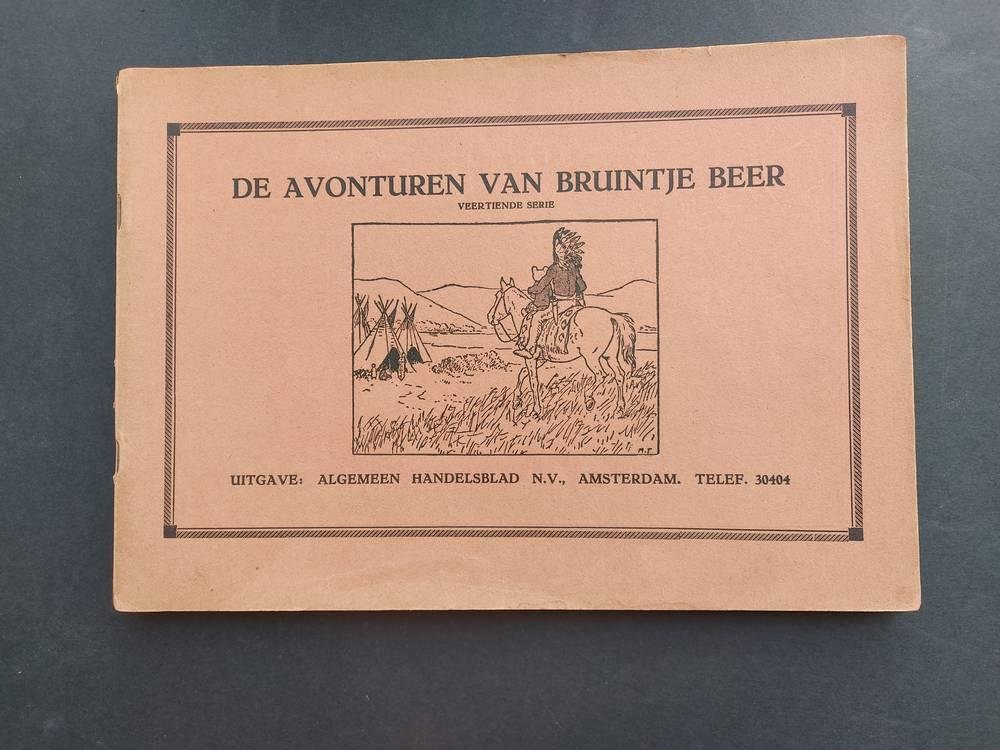 DE AVONTUREN VAN BRUINTJE BEER
VEERTIENDE SERIE
M.T
UITGAVE: ALGEMEEN HANDELSBLAD N.V., AMSTERDAM. TELEF. 30404